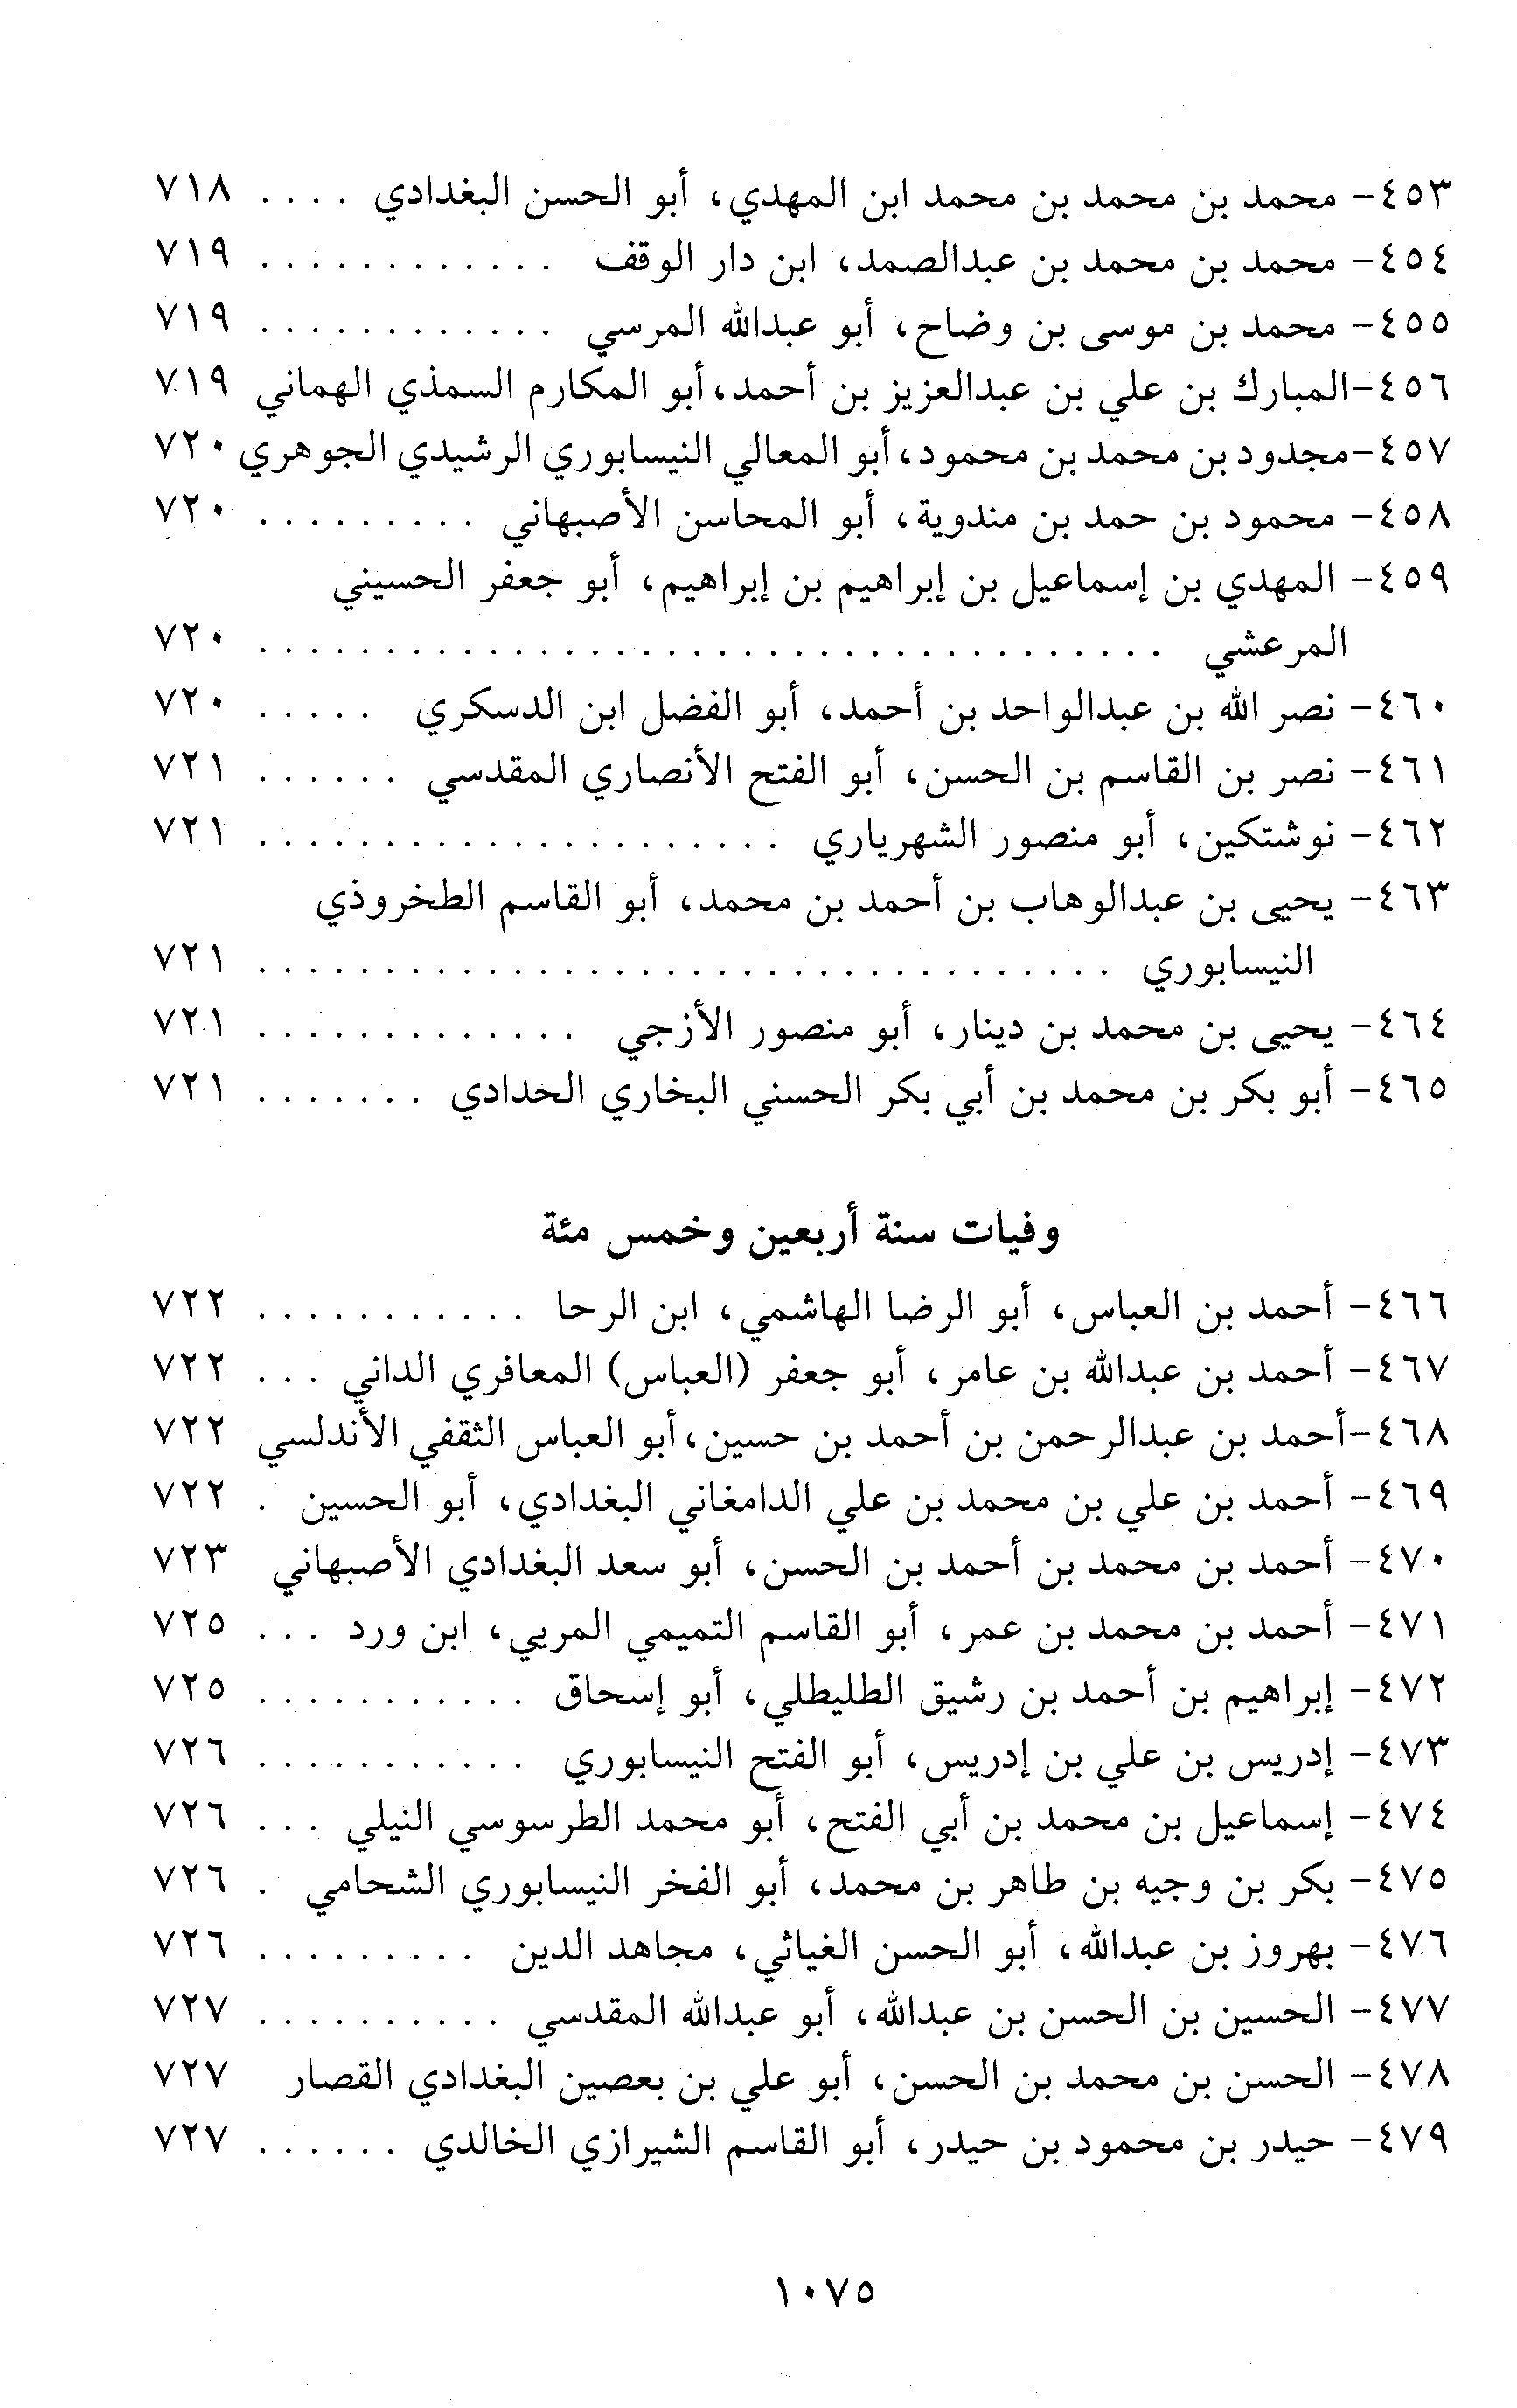 ٤٥٣- محمد بن محمد بن محمد ابن المهدي، أبو الحسن البغدادي . . . . ٧١٨
٤٥٤- محمد بن محمد بن عبدالصمد، ابن دار الوقف . . . . . . . . . . . . ٧١٩
٤٥٥- محمد بن موسى بن وضاح، أبو عبدالله المرسي . . . . . . . . . . . . ٧١٩
٤٥٦-المبارك بن علي بن عبدالعزيز بن أحمد، أبو المكارم السمذي الهماني ٧١٩
٤٥٧-مجدود بن محمد بن محمود، أبو المعالي النيسابوري الرشيدي الجوهري ٧٢٠
٤٥٨- محمود بن حمد بن مندوية، أبو المحاسن الأصبهاني . . . . . . . . . ٧٢٠
٤٥٩- المهدي بن إسماعيل بن إبراهيم بن إبراهيم، أبو جعفر الحسيني
المرعشي . . . . . . . . . . . . . . . . . . . . . . . . . . . . . . . . . . . . ٧٢٠
٤٦٠- نصر الله بن عبدالواحد بن أحمد، أبو الفضل ابن الدسكري . . . . . ٧٢٠
٤٦١- نصر بن القاسم بن الحسن، أبو الفتح الأنصاري المقدسي . . . . . . ٧٢١
٤٦٢- نوشتكين، أبو منصور الشهرياري . . . . . . . . . . . . . . . . . . . . . ٧٢١
٤٦٣- يحيى بن عبدالوهاب بن أحمد بن محمد، أبو القاسم الطخروذي
النيسابوري . . . . . . . . . . . . . . . . . . . . . . . . . . . . . . . . . . ٧٢١
٤٦٤- يحيى بن محمد بن دينار، أبو منصور الأزجي . . . . . . . . . . . . . ٧٢١
٤٦٥- أبو بكر بن محمد بن أبي بكر الحسني البخاري الحدادي . . . . . . . ٧٢١
وفيات سنة أربعين وخمس مئة
٤٦٦- أحمد بن العباس، أبو الرضا الهاشمي، ابن الرحا . . . . . . . . . . . ٧٢٢
٤٦٧- أحمد بن عبدالله بن عامر، أبو جعفر (العباس) المعافري الداني . . . ٧٢٢
٤٦٨-أحمد بن عبدالرحمن بن أحمد بن حسين، أبو العباس الثقفي الأندلسي ٧٢٢
٤٦٩- أحمد بن علي بن محمد بن علي الدامغاني البغدادي، أبو الحسين . ٧٢٢
٤٧٠- أحمد بن محمد بن أحمد بن الحسن، أبو سعد البغدادي الأصبهاني ٧٢٣
٤٧١- أحمد بن محمد بن عمر، أبو القاسم التميمي المريي، ابن ورد . . . ٧٢٥
٤٧٢- إبراهيم بن أحمد بن رشيق الطليطلي، أبو إسحاق . . . . . . . . . . . ٧٢٥
٤٧٣- إدريس بن علي بن إدريس، أبو الفتح النيسابوري . . . . . . . . . . . ٧٢٦
٤٧٤- إسماعيل بن محمد بن أبي الفتح، أبو محمد الطرسوسي النيلي . . . ٧٢٦
٤٧٥- بكر بن وجيه بن طاهر بن محمد، أبو الفخر النيسابوري الشحامي . ٧٢٦
٤٧٦- بهروز بن عبدالله، أبو الحسن الغياثي، مجاهد الدين . . . . . . . . . ٧٢٦
٤٧٧- الحسين بن الحسن بن عبدالله، أبو عبدالله المقدسي . . . . . . . . . . ٧٢٧
٤٧٨- الحسن بن محمد بن الحسن، أبو علي بن بعصين البغدادي القصار ٧٢٧
٤٧٩- حيدر بن محمود بن حيدر، أبو القاسم الشيرازي الخالدي . . . . . . ٧٢٧
١٠٧٥